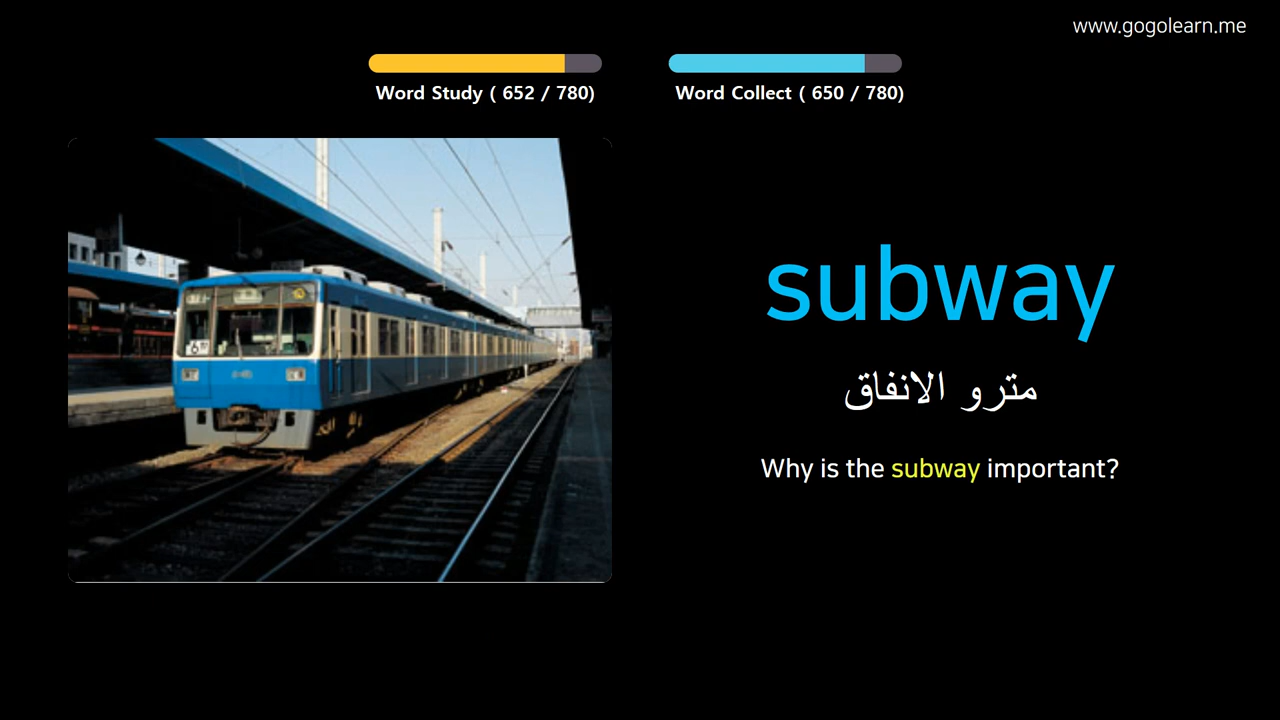 www.gogolearn.me
Word Study ( 652 / 780)
Word Collect ( 650 / 780)
subway
مترو الانفاق
Why is the subway important?